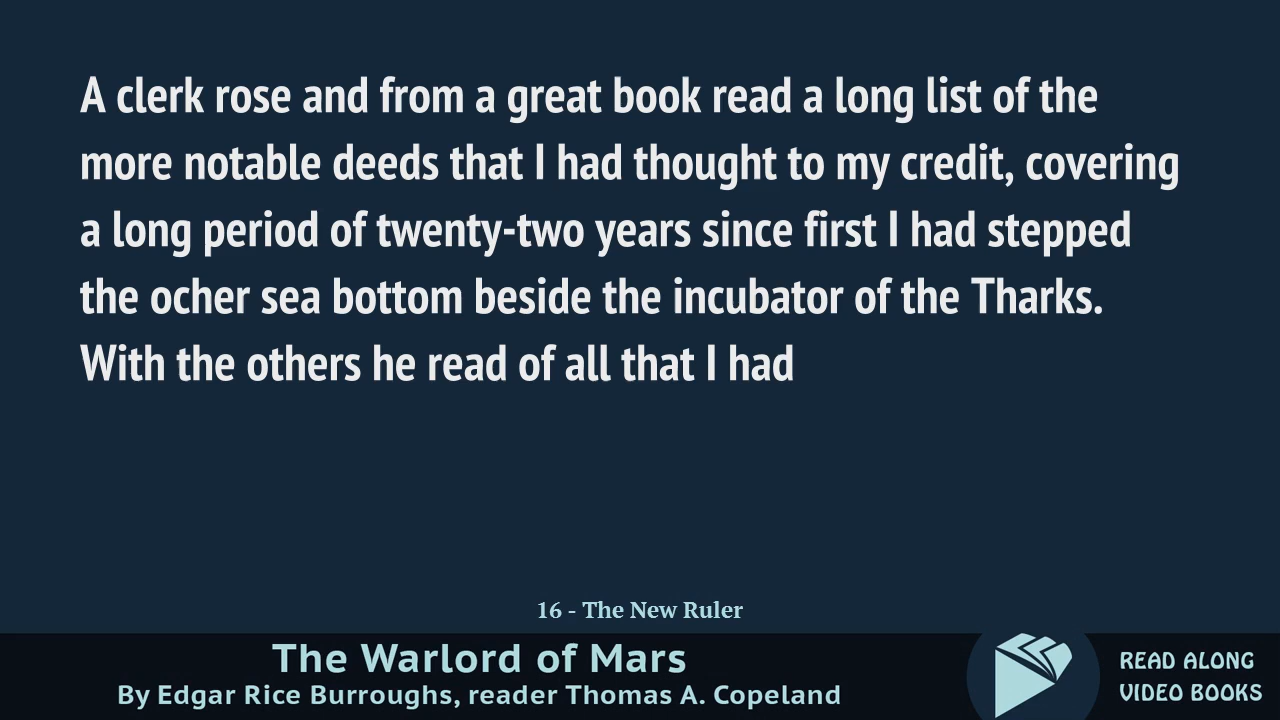 A clerk rose and from a great book read a long list of the
more notable deeds that I had thought to my credit, covering
a long period of twenty-two years since first I had stepped
the ocher sea bottom beside the incubator of the Tharks.
With the others he read of all that I had
16 - The New Ruler
The Warlord of Mars
By Edgar Rice Burroughs, reader Thomas A. Copeland
READ ALONG
VIDEO BOOKS